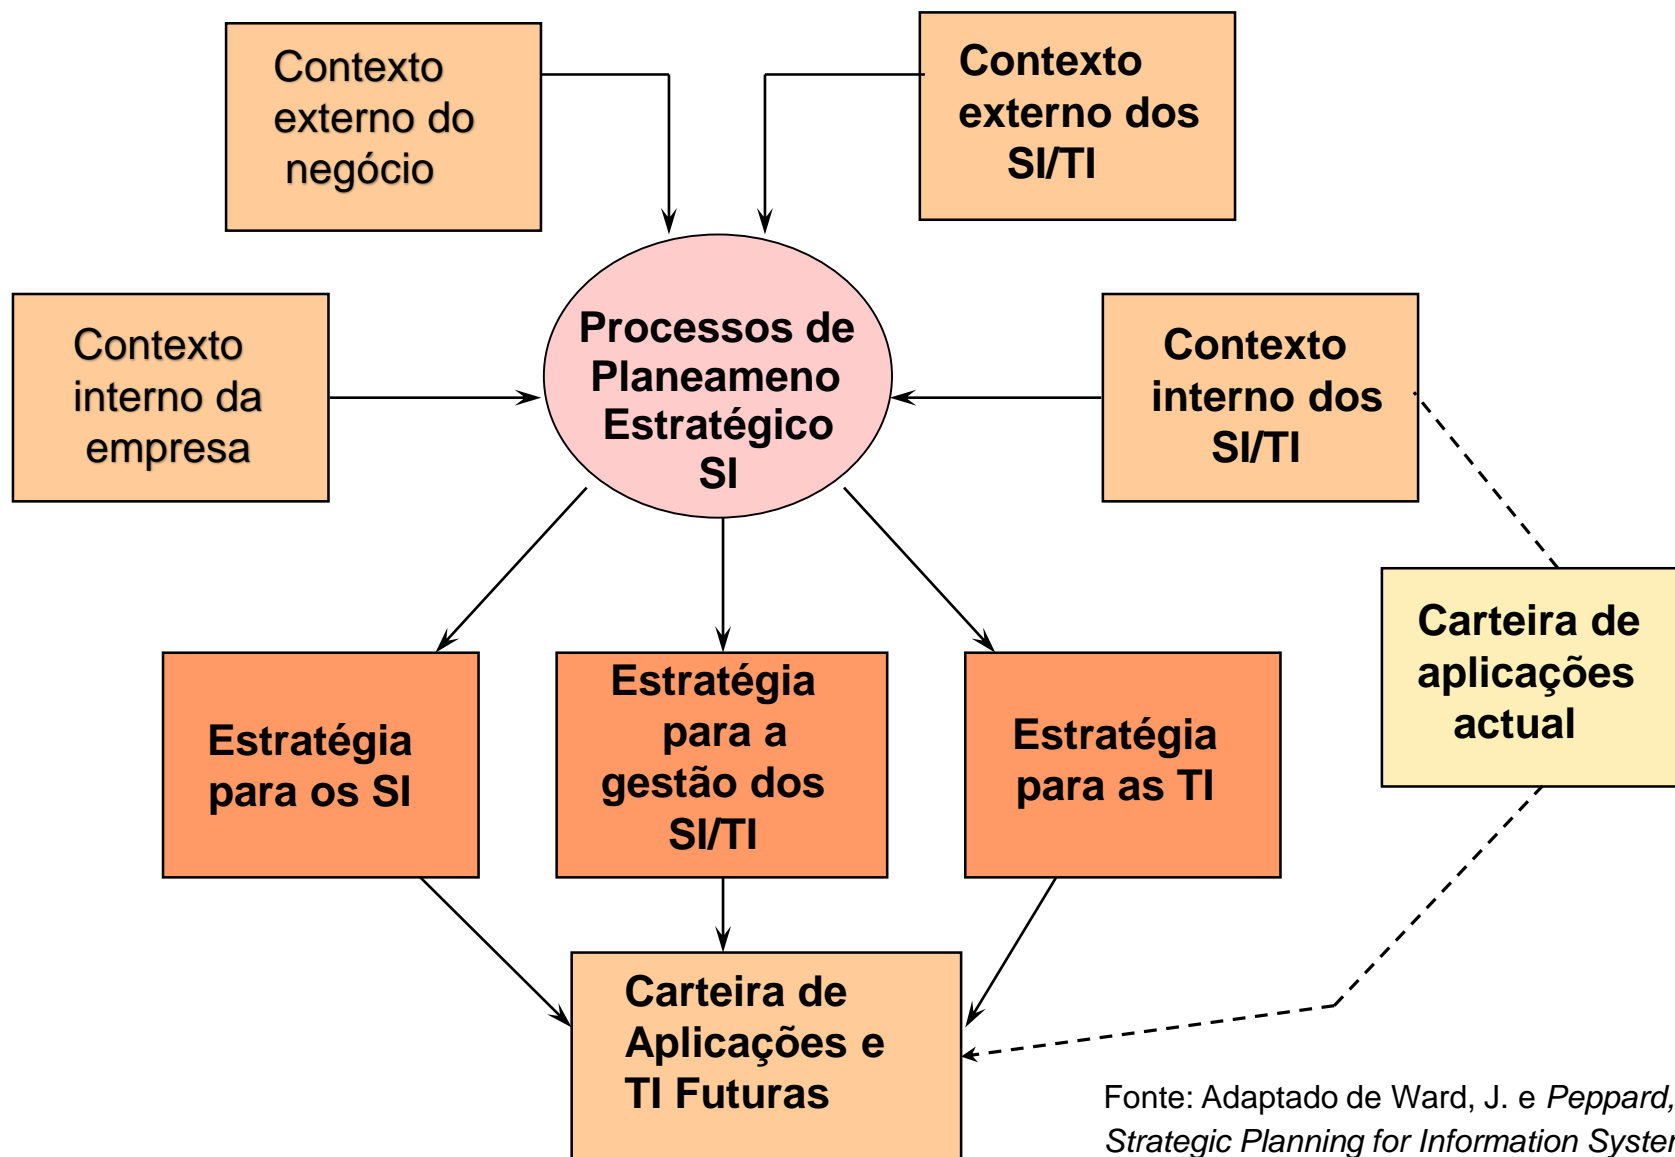 Contexto
externo do
negócio
Contexto
externo dos
SI/TI
Contexto
interno da
empresa
Processos de
Planeameno
Estratégico
SI
Contexto
interno dos
SI/TI
Estratégia
para os SI
Estratégia
para a
gestão dos
SI/TI
Estratégia
para as TI
Carteira de
aplicações
actual
Carteira de
Aplicações e
TI Futuras
Fonte: Adaptado de Ward, J. e Peppard,
Strategic Planning for Information